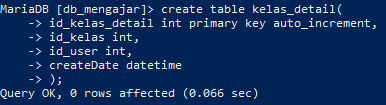 MariaDB [db_mengajar]> create table kelas_detail(
    -> id_kelas_detail int primary key auto_increment,
    -> id_kelas int,
    -> id_user int,
    -> createDate datetime
    -> );
Query OK, 0 rows affected (0.066 sec)